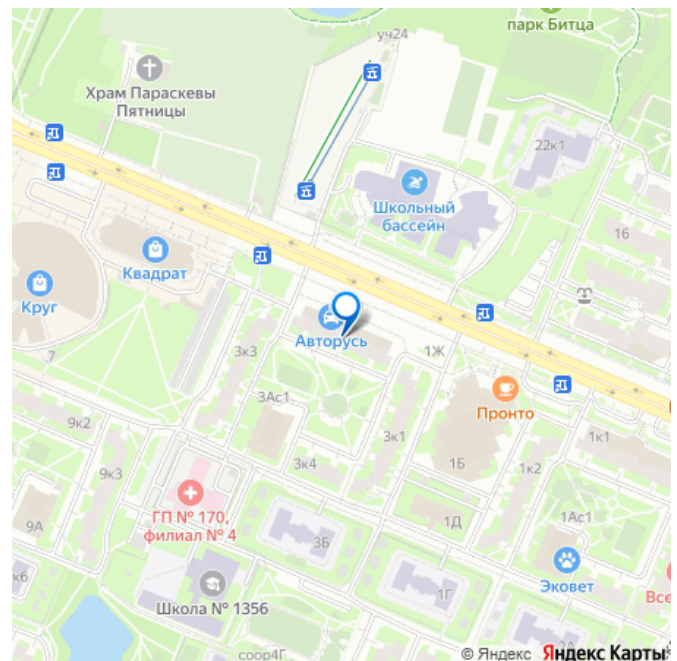 парк Битца
уч24
Храм Параскевы
Пятницы
22к1
Школьный
бассейн
16
Квадрат
Круг
7
Авторусь
3к3
1Ж
3Ас1
Пронто
9к2
3к1
1к1
9к3
3к4
1Б
1к2
ГП № 170,
филиал № 4
9А
3Б
1Д
1Ас1
Эковет
Школа № 1356
1Г
Все
соор4Г
© Яндекс Яндекс Карты